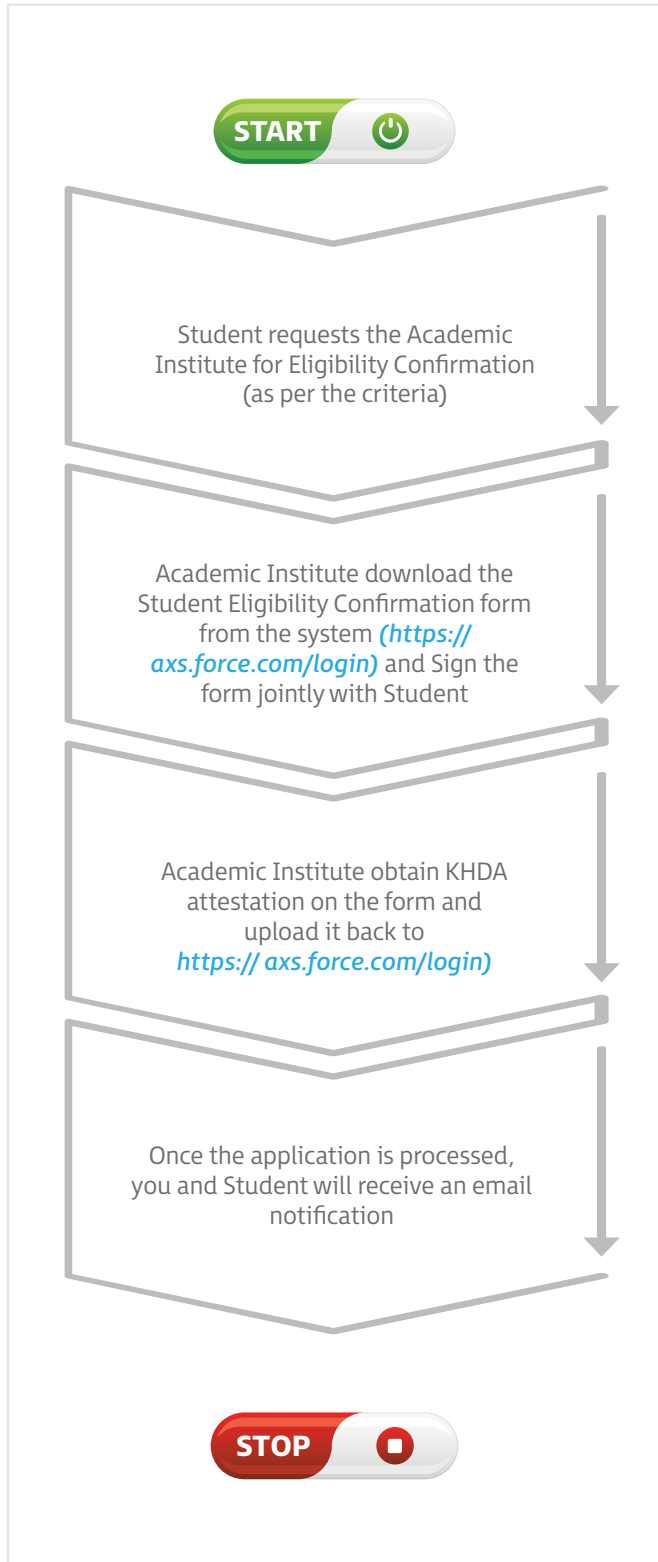 START
Student requests the Academic
Institute for Eligibility Confirmation
(as per the criteria)
Academic Institute download the
Student Eligibility Confirmation form
from the system (https://
axs.force.com/login) and Sign the
form jointly with Student
Academic Institute obtain KHDA
attestation on the form and
upload it back to
https:// axs.force.com/login)
Once the application is processed,
you and Student will receive an email
notification
STOP